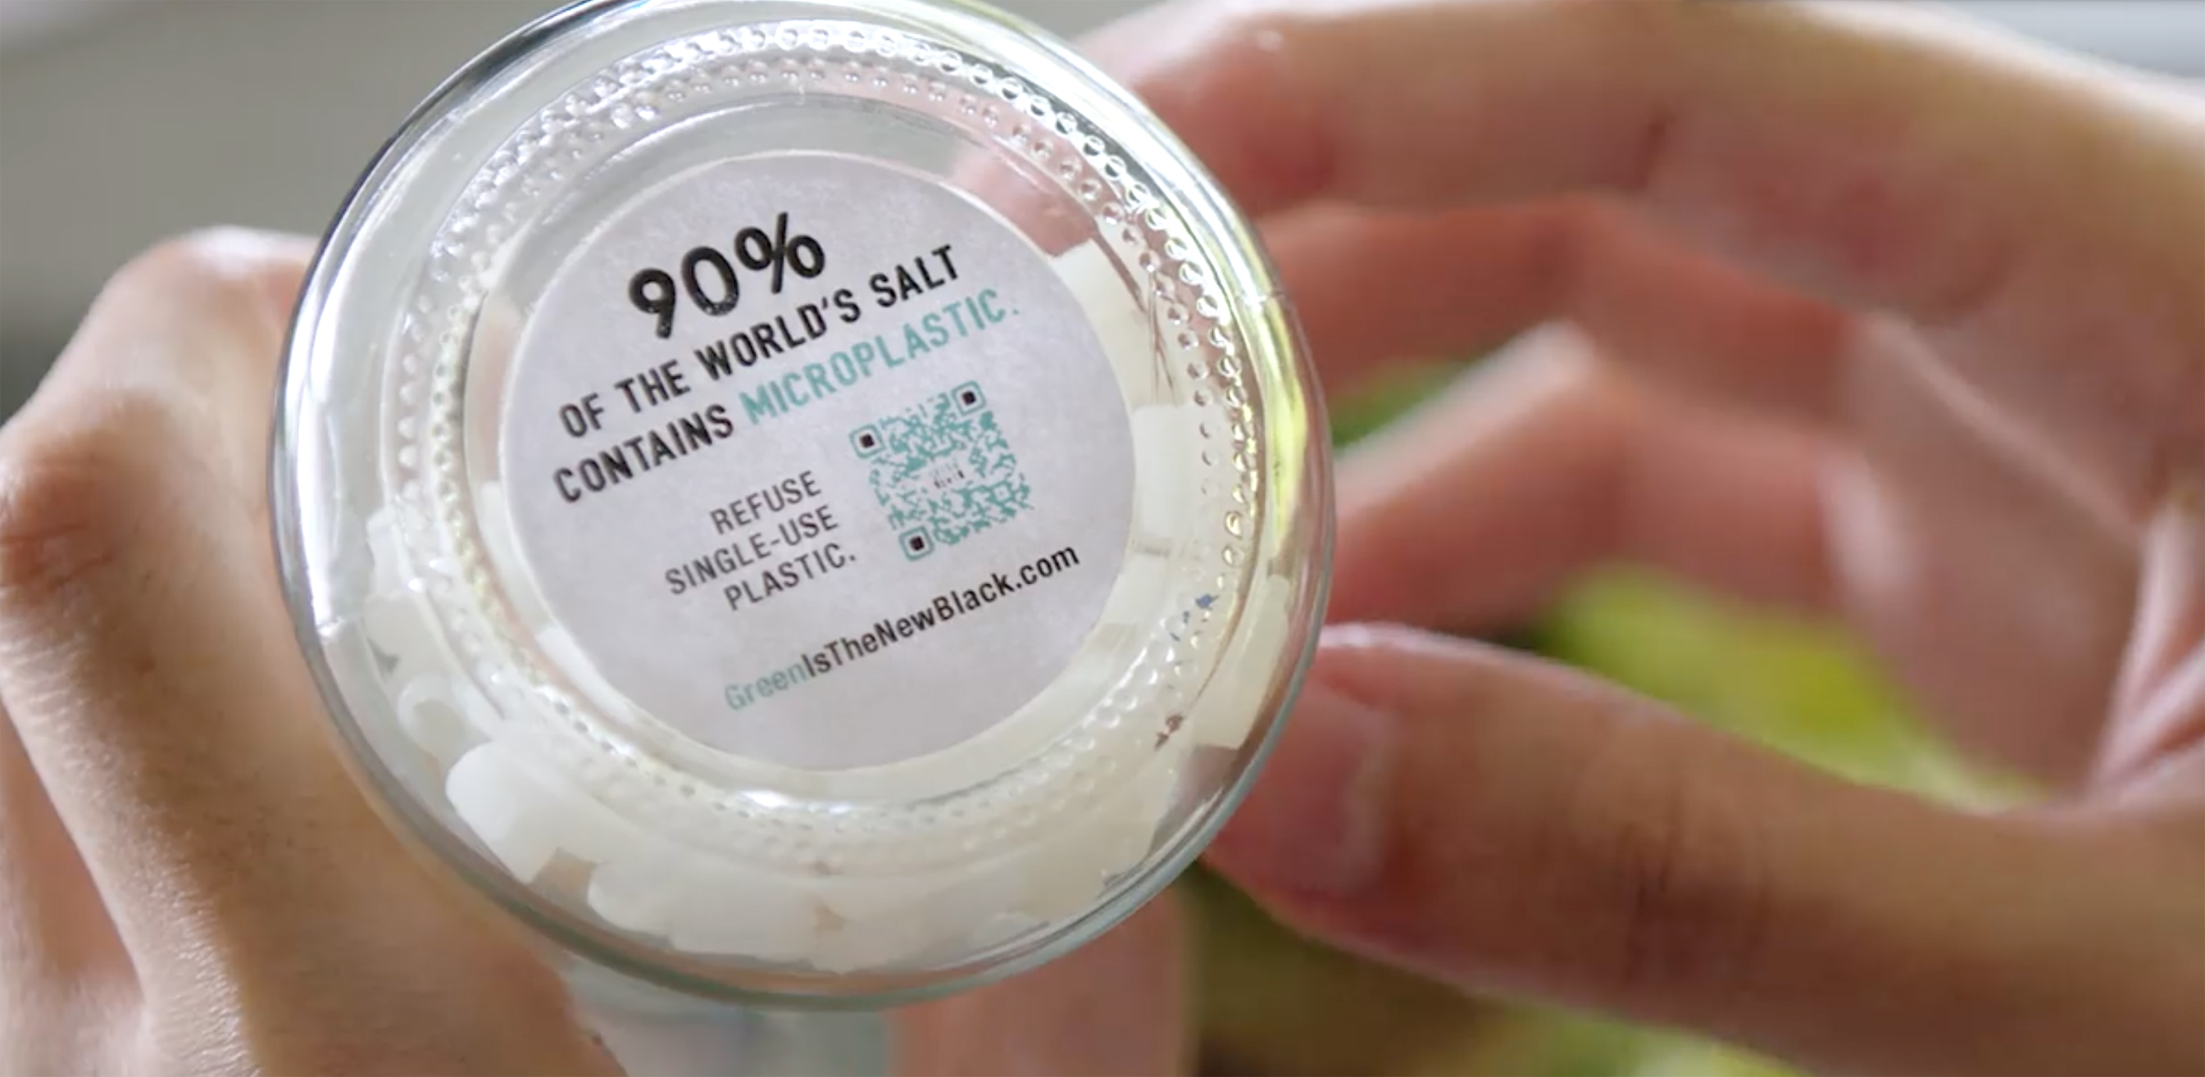 90%
OF THE WORLD'S SALT
CONTAINS MICROPLASTIC.
REFUSE
SINGLE-USE
PLASTIC.
GreenIsTheNewBlack.com